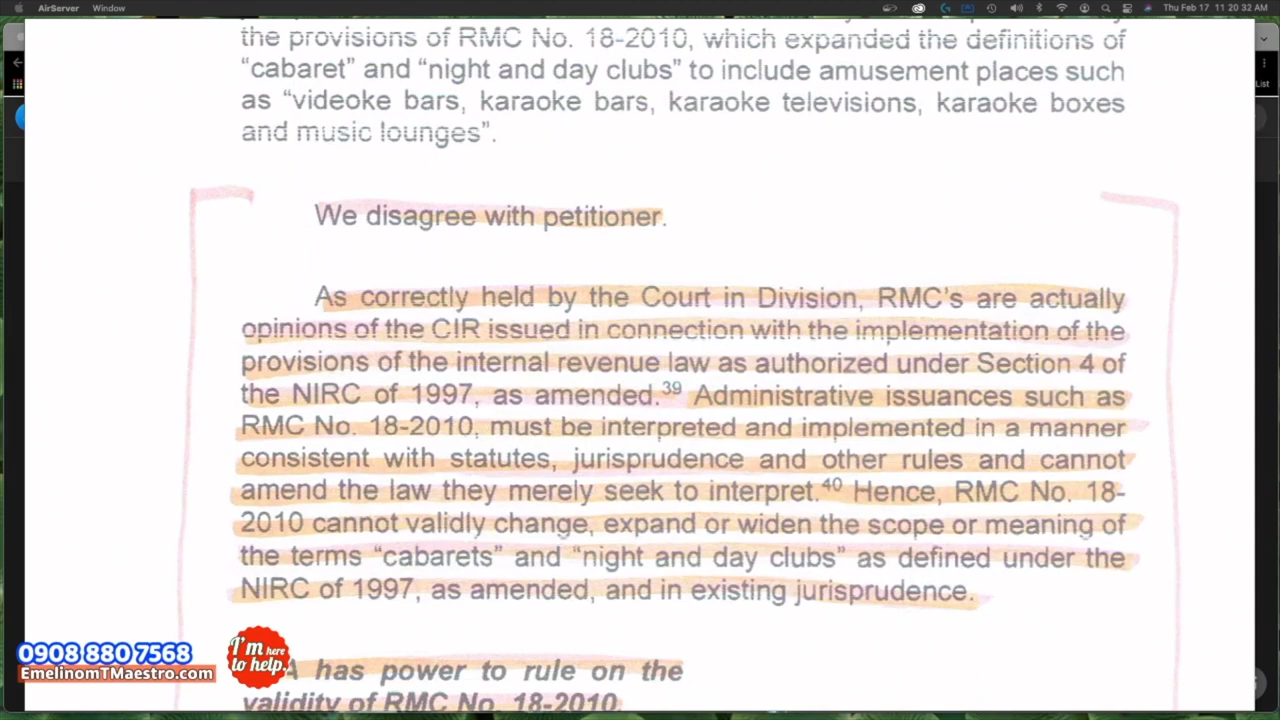 AirServer Window
Thu Feb 17 11 20 32 AM
the provisions of RMC No. 18-2010, which expanded the definitions of
“cabaret” and “night and day clubs” to include amusement places such
as “videoke bars, karaoke bars, karaoke televisions, karaoke boxes
and music lounges”.
We disagree with petitioner.
As correctly held by the Court in Division, RMC’s are actually
opinions of the CIR issued in connection with the implementation of the
provisions of the internal revenue law as authorized under Section 4 of
the NIRC of 1997, as amended.39 Administrative issuances such as
RMC No. 18-2010, must be interpreted and implemented in a manner
consistent with statutes, jurisprudence and other rules and cannot
amend the law they merely seek to interpret.40 Hence, RMC No. 18-
2010 cannot validly change, expand or widen the scope or meaning of
the terms “cabarets” and “night and day clubs” as defined under the
NIRC of 1997, as amended, and in existing jurisprudence.
A has power to rule on the
validity of RMC No. 18-2010.
0908 880 7568
EmelinomTMaestro.com
I’m here
to help.
List